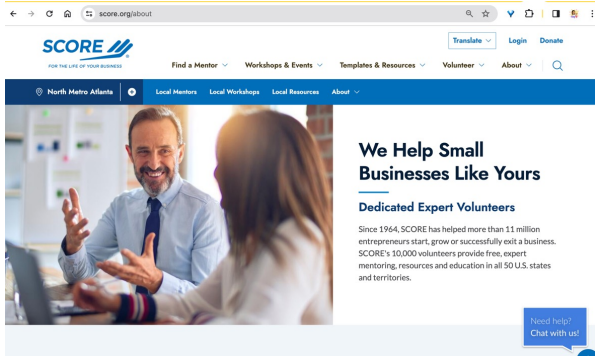 score.org/about
Translate
Login
Donate
SCORE
FOR THE LIFE OF YOUR BUSINESS
Find a Mentor
Workshops & Events
Templates & Resources
Volunteer
About
North Metro Atlanta
Local Mentors
Local Workshops
Local Resources
About
We Help Small
Businesses Like Yours
Dedicated Expert Volunteers
Since 1964, SCORE has helped more than 11 million
entrepreneurs start, grow or successfully exit a business.
SCORE's 10,000 volunteers provide free, expert
mentoring, resources and education in all 50 U.S. states
and territories.
Need help?
Chat with us!